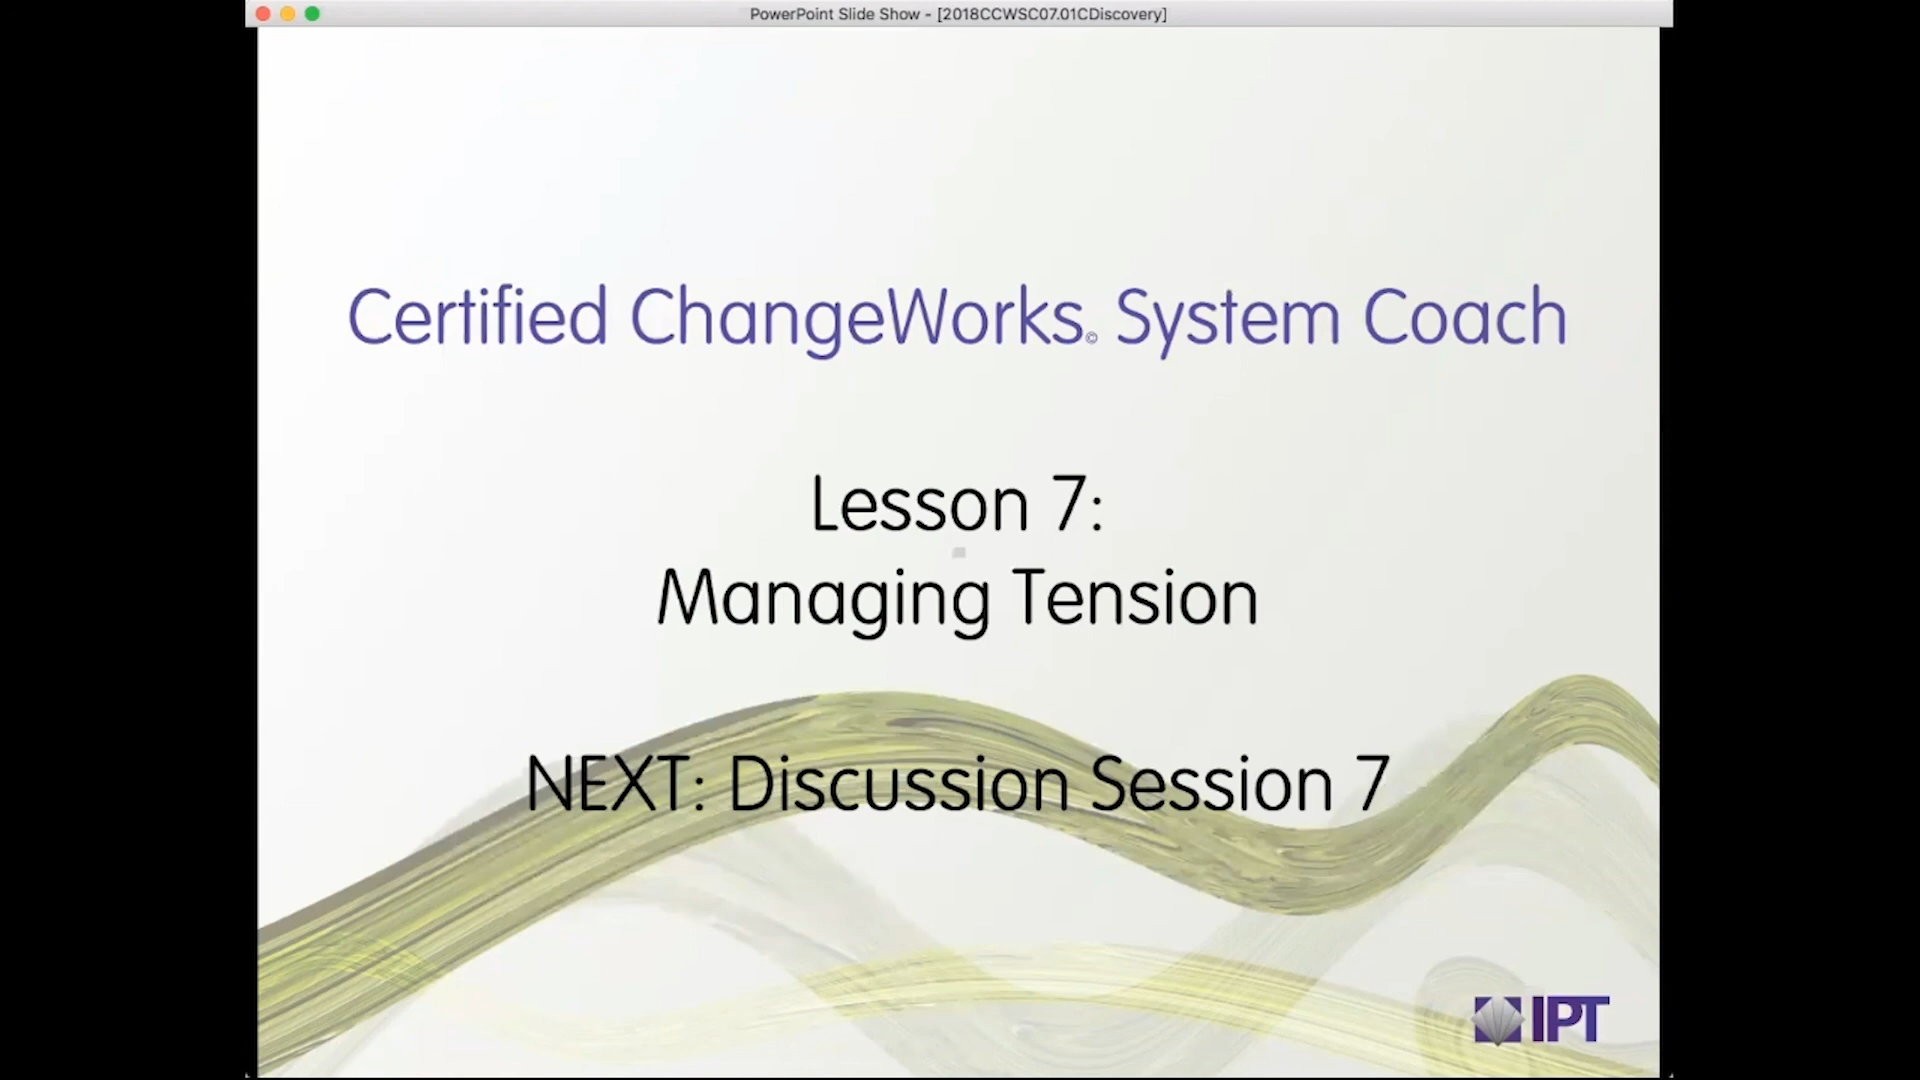 PowerPoint Slide Show - [2018CCWSC07.01CDiscovery]
Certified ChangeWorks© System Coach
Lesson 7:
Managing Tension
NEXT: Discussion Session 7
IPT